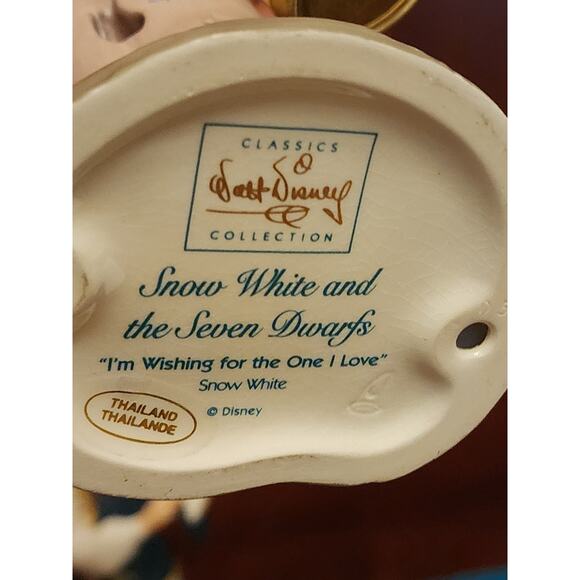 CLASSICS
Walt Disney
COLLECTION
Snow White and
the Seven Dwarfs
"I'm Wishing for the One I Love"
Snow White
© Disney
THAILAND
THAILANDE